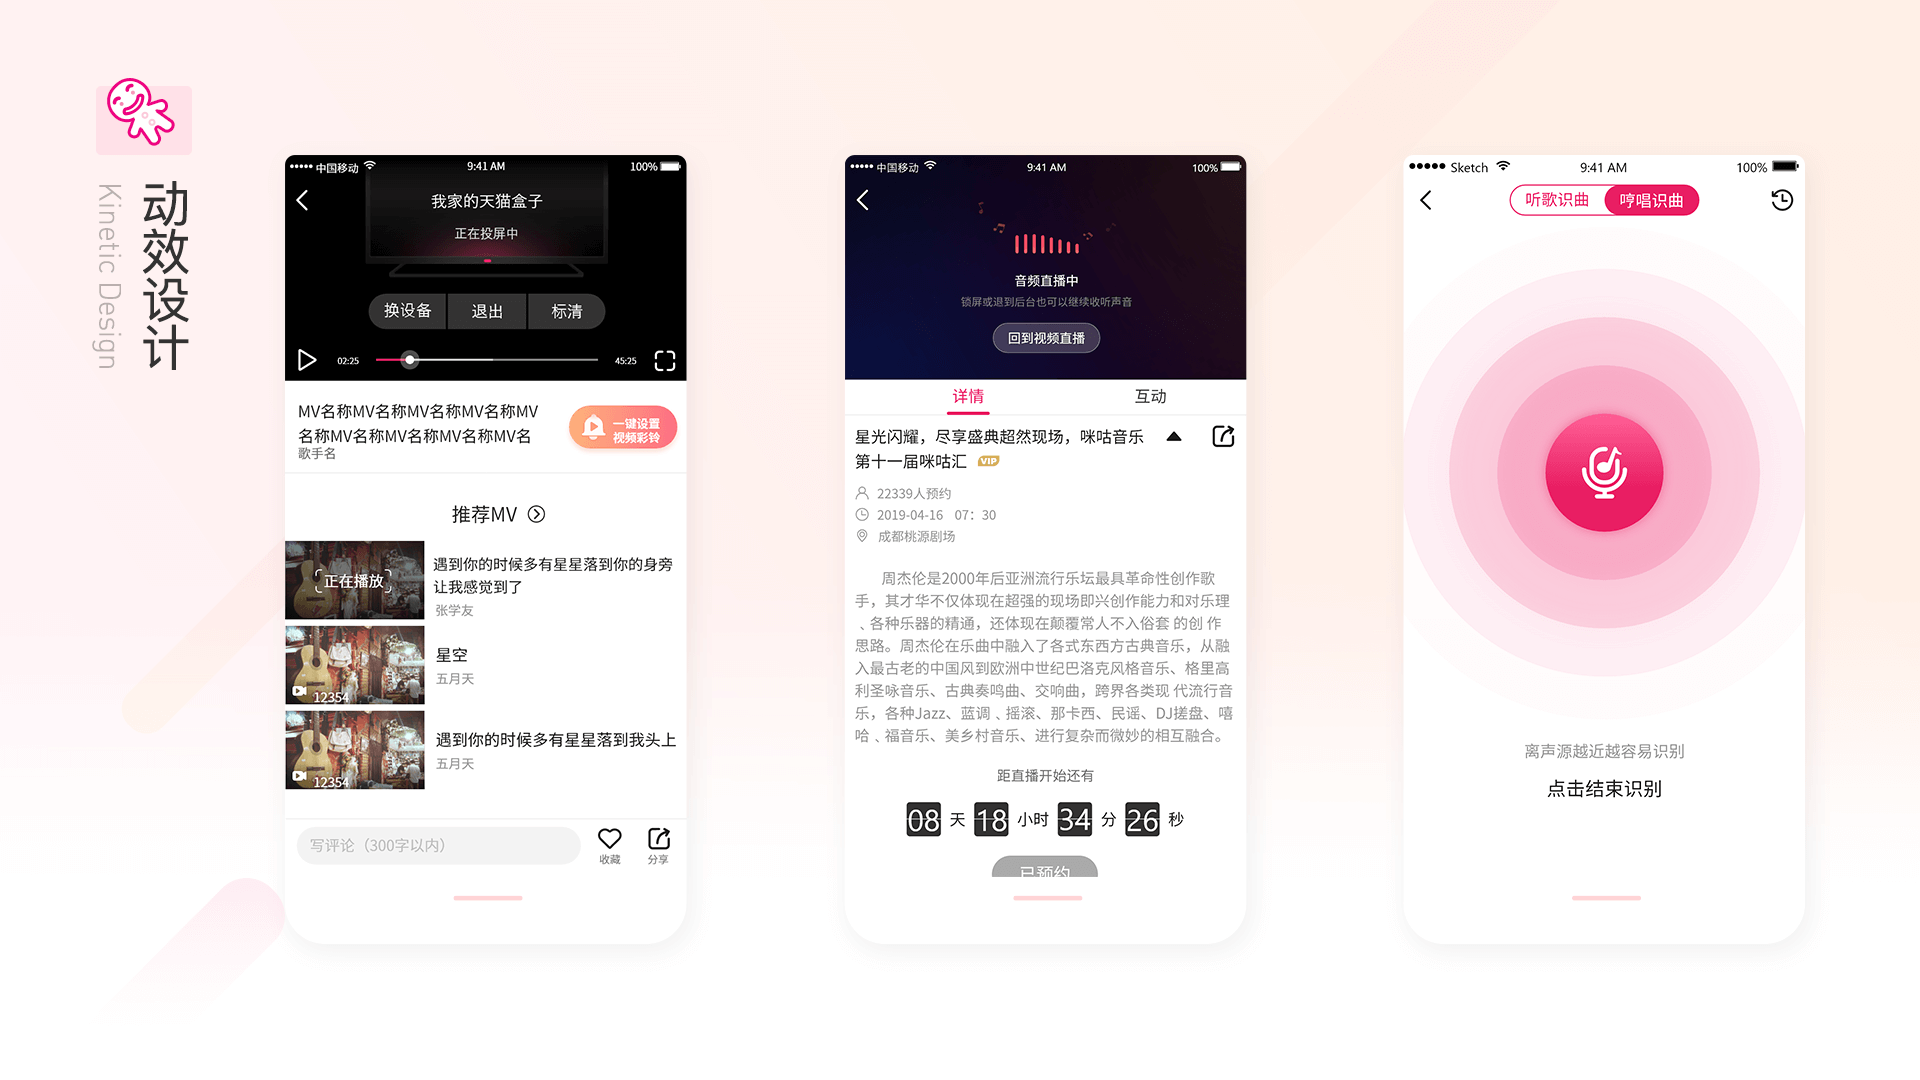 动效设计
Kinetic Design
中国移动
9:41 AM
100%
我家的天猫盒子
正在投屏中
换设备
退出
标清
02:25
45:25
MV名称MV名称MV名称MV名称MV
名称MV名称MV名称MV名称MV名
歌手名
一键设置
视频彩铃
推荐MV
正在播放
遇到你的时候多有星星落到你的身旁
让我感觉到了
张学友
12354
星空
五月天
12354
遇到你的时候多有星星落到我头上
五月天
写评论（300字以内）
收藏
分享
中国移动
9:41 AM
100%
音频直播中
锁屏或退到后台也可以继续收听声音
回到视频直播
详情
互动
星光闪耀，尽享盛典超然现场，咪咕音乐
第十一届咪咕汇
VIP
22339人预约
2019-04-16 07：30
成都桃源剧场
周杰伦是2000年后亚洲流行乐坛最具革命性创作歌
手，其才华不仅体现在超强的现场即兴创作能力和对乐理
、各种乐器的精通，还体现在颠覆常人不入俗套 的创 作
思路。周杰伦在乐曲中融入了各式东西方古典音乐，从融
入最古老的中国风到欧洲中世纪巴洛克风格音乐、格里高
利圣咏音乐、古典奏鸣曲、交响曲，跨界各类现 代流行音
乐，各种Jazz、蓝调 、摇滚、那卡西、民谣、DJ搓盘、嘻
哈 、福音乐、美乡村音乐、进行复杂而微妙的相互融合。
距直播开始还有
08 天 18 小时 34 分 26 秒
已预约
Sketch
9:41 AM
100%
听歌识曲
哼唱识曲
离声源越近越容易识别
点击结束识别